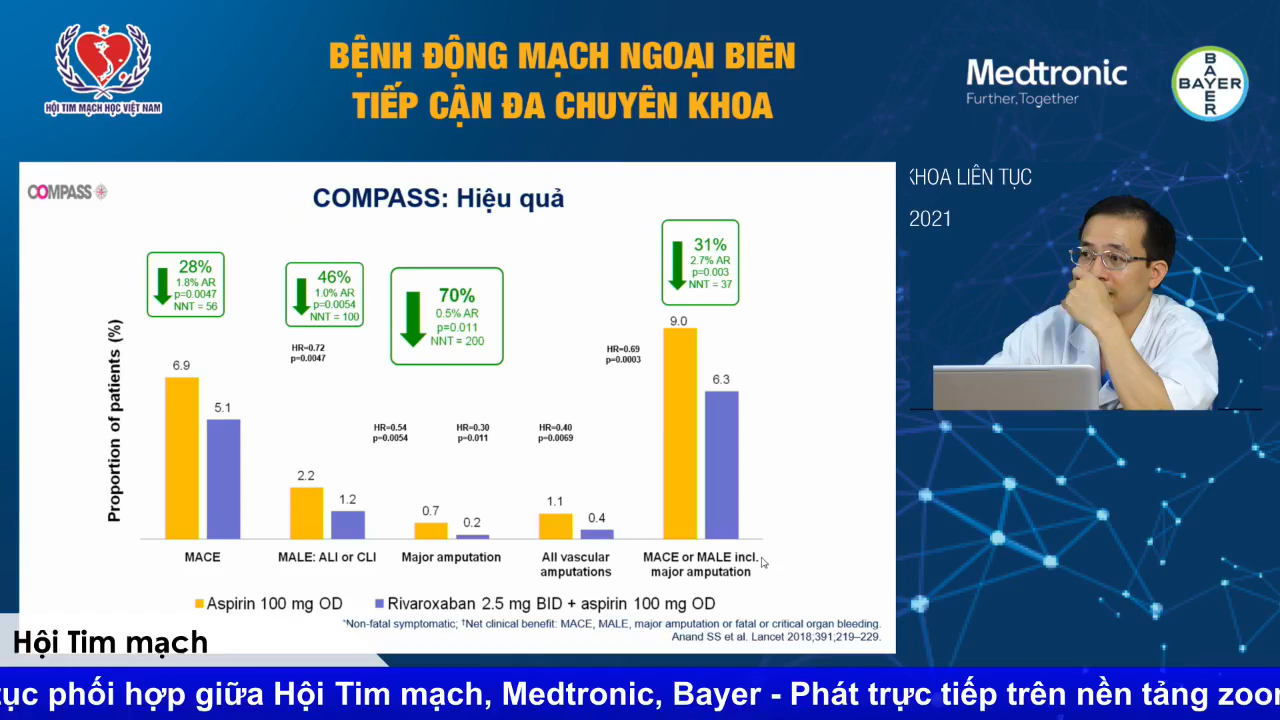 HỘI TIM MẠCH HỌC VIỆT NAM
BỆNH ĐỘNG MẠCH NGOẠI BIÊN
TIẾP CẬN ĐA CHUYÊN KHOA
Medtronic
Further, Together
BAYER
BAYER
KHOA LIÊN TỤC
2021
COMPASS
COMPASS: Hiệu quả
28%
1.8% AR
p=0.0047
NNT = 56
46%
1.0% AR
p=0.0054
NNT = 100
70%
0.5% AR
p=0.011
NNT = 200
31%
2.7% AR
p=0.003
NNT = 37
Proportion of patients (%)
HR=0.72
p=0.0047
HR=0.54
p=0.0054
HR=0.30
p=0.011
HR=0.40
p=0.0069
HR=0.69
p=0.0003
6.9
5.1
2.2
1.2
0.7
0.2
1.1
0.4
9.0
6.3
MACE
MALE: ALI or CLI
Major amputation
All vascular
amputations
MACE or MALE incl.
major amputation
Aspirin 100 mg OD
Rivaroxaban 2.5 mg BID + aspirin 100 mg OD
*Non-fatal symptomatic; †Net clinical benefit: MACE, MALE, major amputation or fatal or critical organ bleeding.
Anand SS et al. Lancet 2018;391;219–229.
Hội Tim mạch
tục phối hợp giữa Hội Tim mạch, Medtronic, Bayer - Phát trực tiếp trên nền tảng zoom